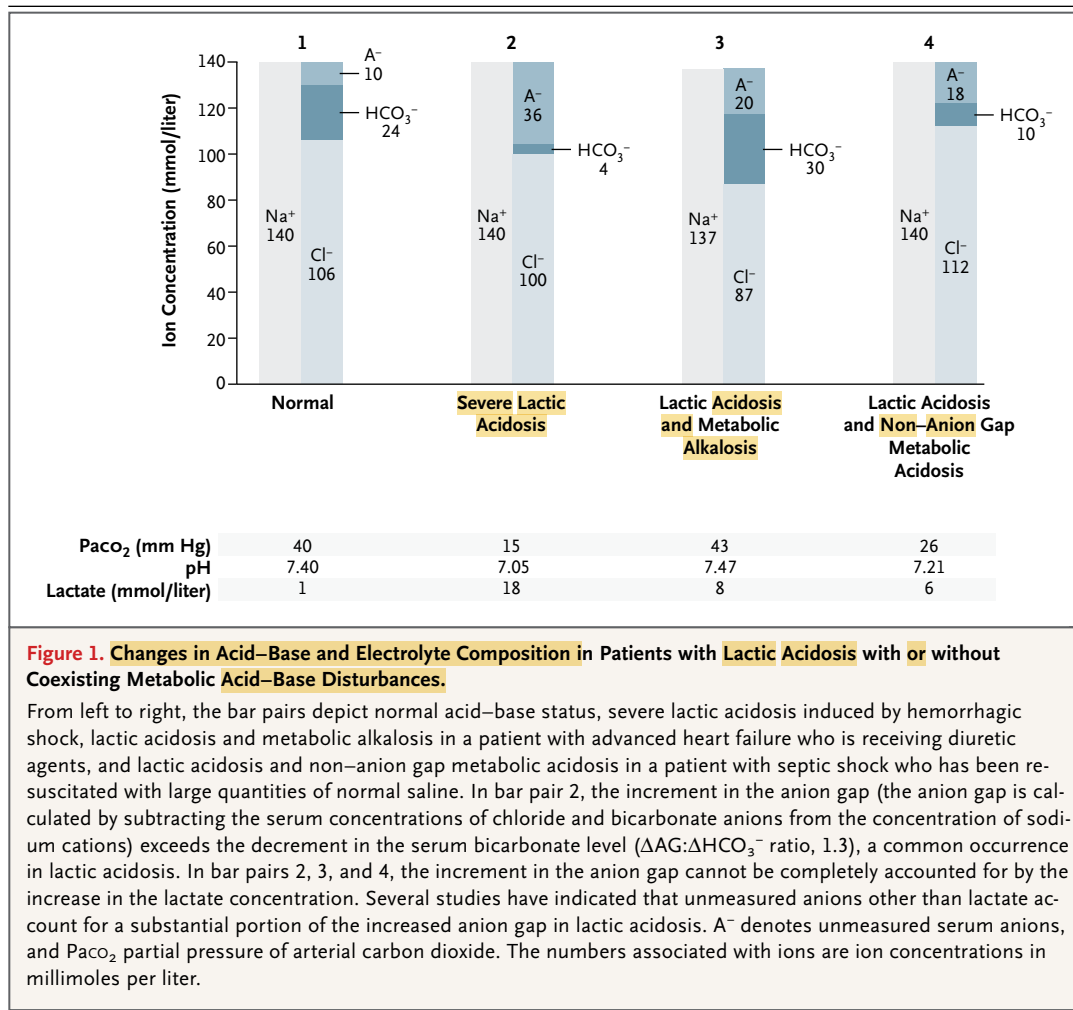 1
2
3
4
Ion Concentration (mmol/liter)
140
120
100
80
60
40
20
0
A⁻
10
HCO₃⁻
24
Na⁺
140
Cl⁻
106
A⁻
36
HCO₃⁻
4
Na⁺
140
Cl⁻
100
A⁻
20
HCO₃⁻
30
Na⁺
137
Cl⁻
87
A⁻
18
HCO₃⁻
10
Na⁺
140
Cl⁻
112
Normal
Severe Lactic
Acidosis
Lactic Acidosis
and Metabolic
Alkalosis
Lactic Acidosis
and Non–Anion Gap
Metabolic
Acidosis
Paco₂ (mm Hg) 40 15 43 26
pH 7.40 7.05 7.47 7.21
Lactate (mmol/liter) 1 18 8 6
Figure 1. Changes in Acid–Base and Electrolyte Composition in Patients with Lactic Acidosis with or without
Coexisting Metabolic Acid–Base Disturbances.
From left to right, the bar pairs depict normal acid–base status, severe lactic acidosis induced by hemorrhagic
shock, lactic acidosis and metabolic alkalosis in a patient with advanced heart failure who is receiving diuretic
agents, and lactic acidosis and non–anion gap metabolic acidosis in a patient with septic shock who has been re-
suscitated with large quantities of normal saline. In bar pair 2, the increment in the anion gap (the anion gap is cal-
culated by subtracting the serum concentrations of chloride and bicarbonate anions from the concentration of sodi-
um cations) exceeds the decrement in the serum bicarbonate level (ΔAG:ΔHCO₃⁻ ratio, 1.3), a common occurrence
in lactic acidosis. In bar pairs 2, 3, and 4, the increment in the anion gap cannot be completely accounted for by the
increase in the lactate concentration. Several studies have indicated that unmeasured anions other than lactate ac-
count for a substantial portion of the increased anion gap in lactic acidosis. A⁻ denotes unmeasured serum anions,
and Paco₂ partial pressure of arterial carbon dioxide. The numbers associated with ions are ion concentrations in
millimoles per liter.